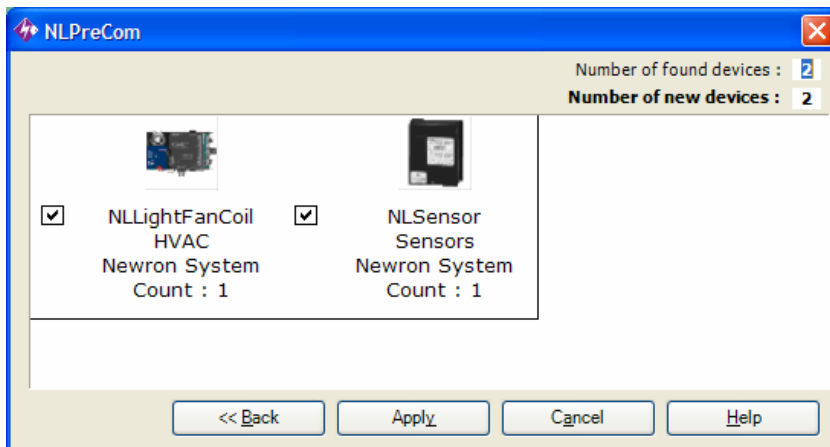 NLPreCom
Number of found devices : 2
Number of new devices : 2
NLLightFanCoil
HVAC
Newron System
Count : 1
NLSensor
Sensors
Newron System
Count : 1
<< Back
Apply
Cancel
Help